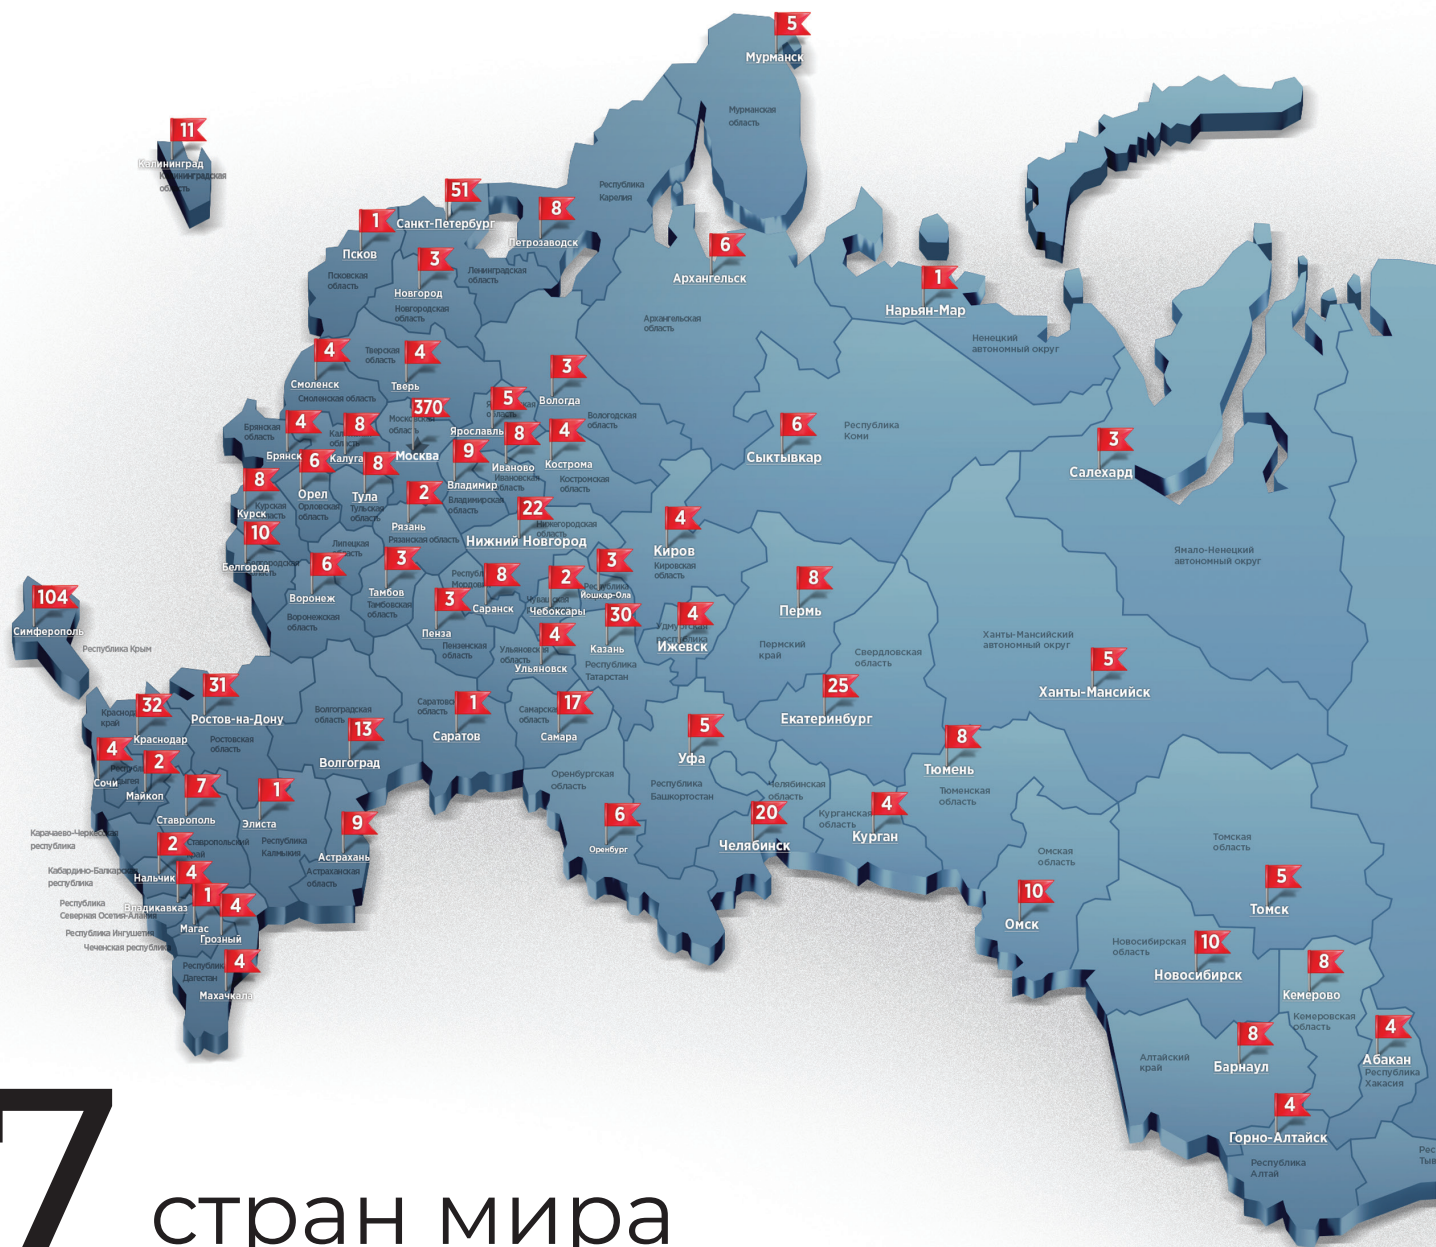 5
Мурманск
Мурманская
область
11
Калининград
Калининградская
область
51
Санкт-Петербург
1
Псков
Псковская
область
8
Петрозаводск
Республика
Карелия
3
Новгород
Новгородская
область
Ленинградская
область
6
Архангельск
Архангельская
область
1
Нарьян-Мар
Ненецкий
автономный округ
4
Смоленск
Смоленская область
Тверская
область
4
Тверь
3
Вологда
Вологодская
область
370
Москва
5
Ярославль
область
8
Иваново
Ивановская
область
4
Кострома
Костромская
область
4
Брянск
Брянская
область
8
Калуга
6
Орел
Орловская
область
8
Тула
Тульская
область
9
Владимир
Владимирская
область
2
Рязань
Рязанская область
8
Курск
Курская
область
10
Белгород
22
Нижний Новгород
Нижегородская
область
6
Сыктывкар
Республика
Коми
3
Салехард
Ямало-Ненецкий
автономный округ
4
Киров
Кировская
область
Липецкая
область
6
Воронеж
Воронежская
область
3
Тамбов
Тамбовская
область
3
Пенза
Пензенская
область
8
Саранск
2
Чебоксары
3
Йошкар-Ола
Республика
30
Казань
Республика
Татарстан
4
Ижевск
Удмуртская
республика
4
Ульяновск
Ульяновская
область
8
Пермь
Пермский
край
Свердловская
область
25
Екатеринбург
Ханты-Мансийский
автономный округ
5
Ханты-Мансийск
104
Симферополь
Республика Крым
31
Ростов-на-Дону
Ростовская
область
32
Краснодар
край
4
Сочи
2
Майкоп
7
Ставрополь
Ставропольский
край
13
Волгоград
Волгоградская
область
1
Саратов
область
17
Самара
Самарская
область
5
Уфа
Республика
Башкортостан
Оренбургская
область
6
Оренбург
20
Челябинск
Челябинская
область
8
Тюмень
Тюменская
область
4
Курган
Курганская
область
1
Элиста
Республика
Калмыкия
9
Астрахань
Астраханская
область
Карачаево-Черкесская
республика
2
Нальчик
Кабардино-Балкарская
республика
4
Владикавказ
Республика
Северная Осетия-Алания
1
Магас
Республика Ингушетия
4
Грозный
Чеченская республика
4
Махачкала
Республика
Дагестан
Омская
область
10
Омск
Томская
область
5
Томск
10
Новосибирск
Новосибирская
область
8
Кемерово
Кемеровская
область
8
Барнаул
Алтайский
край
4
Абакан
Республика
Хакасия
4
Горно-Алтайск
Республика
Алтай
7 стран мира